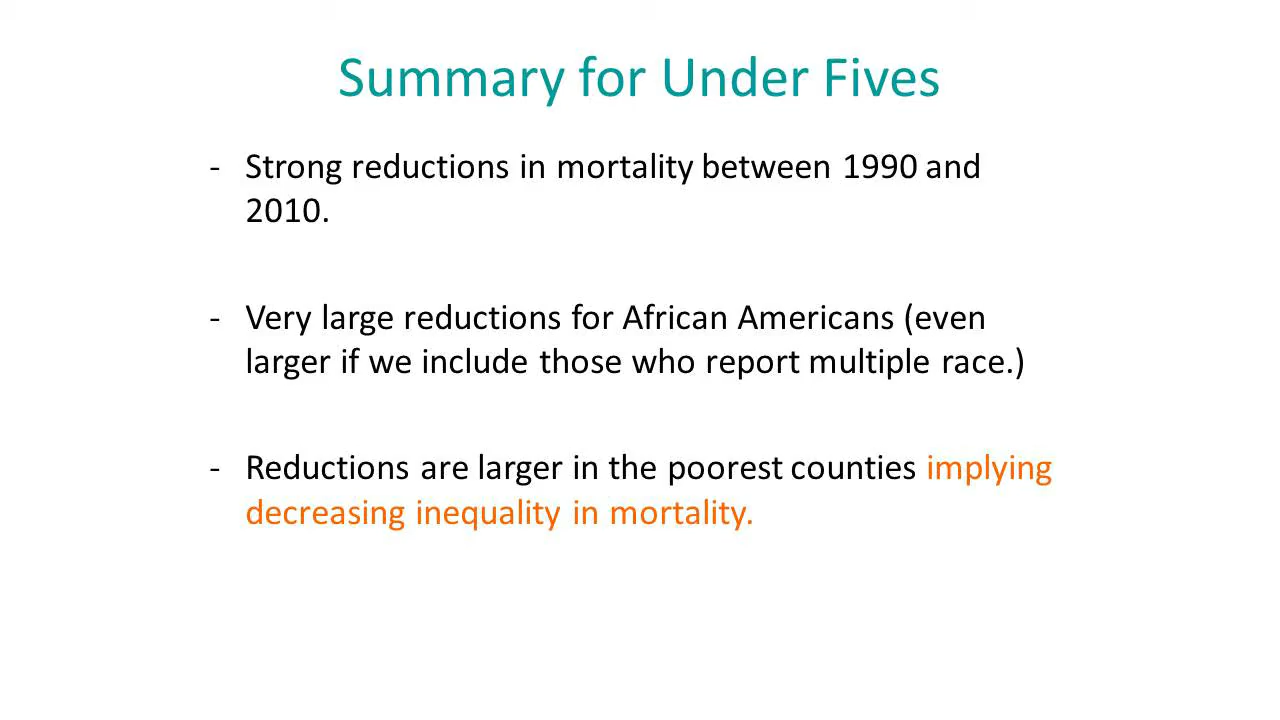 Summary for Under Fives
- Strong reductions in mortality between 1990 and
2010.
- Very large reductions for African Americans (even
larger if we include those who report multiple race.)
- Reductions are larger in the poorest counties implying
decreasing inequality in mortality.